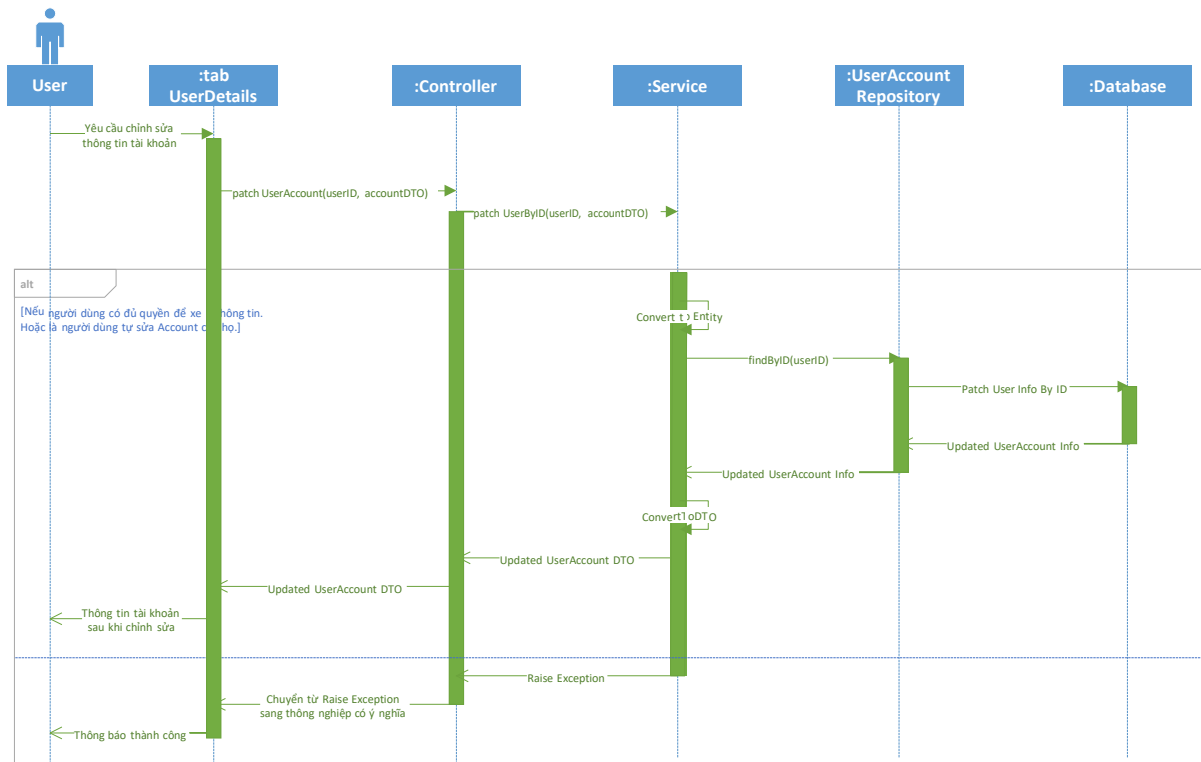 User
:tab
UserDetails
:Controller
:Service
:UserAccount
Repository
:Database
Yêu cầu chỉnh sửa
thông tin tài khoản
patch UserAccount(userID, accountDTO)
patch UserByID(userID, accountDTO)
alt
[Nếu người dùng có đủ quyền để xe thông tin.
Hoặc là người dùng tự sửa Account họ.]
Convert to Entity
findByID(userID)
Patch User Info By ID
Updated UserAccount Info
Updated UserAccount Info
ConvertToDTO
Updated UserAccount DTO
Updated UserAccount DTO
Thông tin tài khoản
sau khi chỉnh sửa
Raise Exception
Chuyển từ Raise Exception
sang thông nghiệp có ý nghĩa
Thông báo thành công